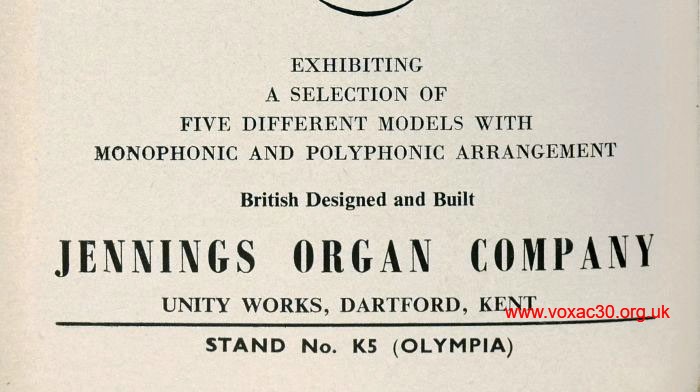 EXHIBITING
A SELECTION OF
FIVE DIFFERENT MODELS WITH
MONOPHONIC AND POLYPHONIC ARRANGEMENT
British Designed and Built
JENNINGS ORGAN COMPANY
UNITY WORKS, DARTFORD, KENT
www.voxac30.org.uk
STAND No. K5 (OLYMPIA)